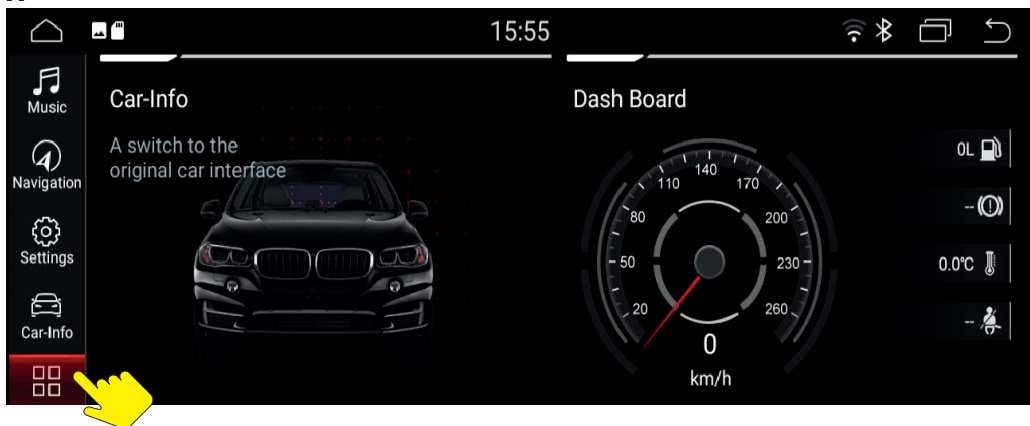 15:55
Music
Navigation
Settings
Car-Info
Car-Info
A switch to the
original car interface
Dash Board
20
50
80
110
140
170
200
230
260
0
km/h
0L
--
0.0℃
--